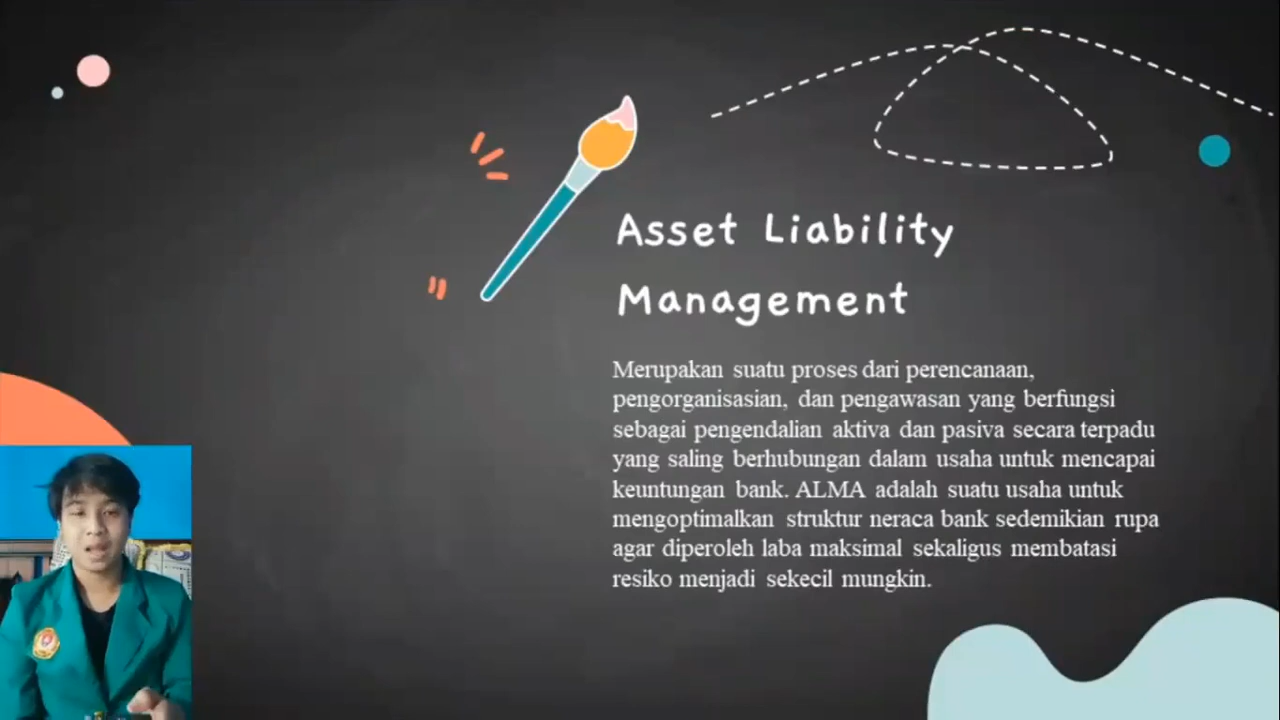 Asset Liability
Management
Merupakan suatu proses dari perencanaan,
pengorganisasian, dan pengawasan yang berfungsi
sebagai pengendalian aktiva dan pasiva secara terpadu
yang saling berhubungan dalam usaha untuk mencapai
keuntungan bank. ALMA adalah suatu usaha untuk
mengoptimalkan struktur neraca bank sedemikian rupa
agar diperoleh laba maksimal sekaligus membatasi
resiko menjadi sekecil mungkin.